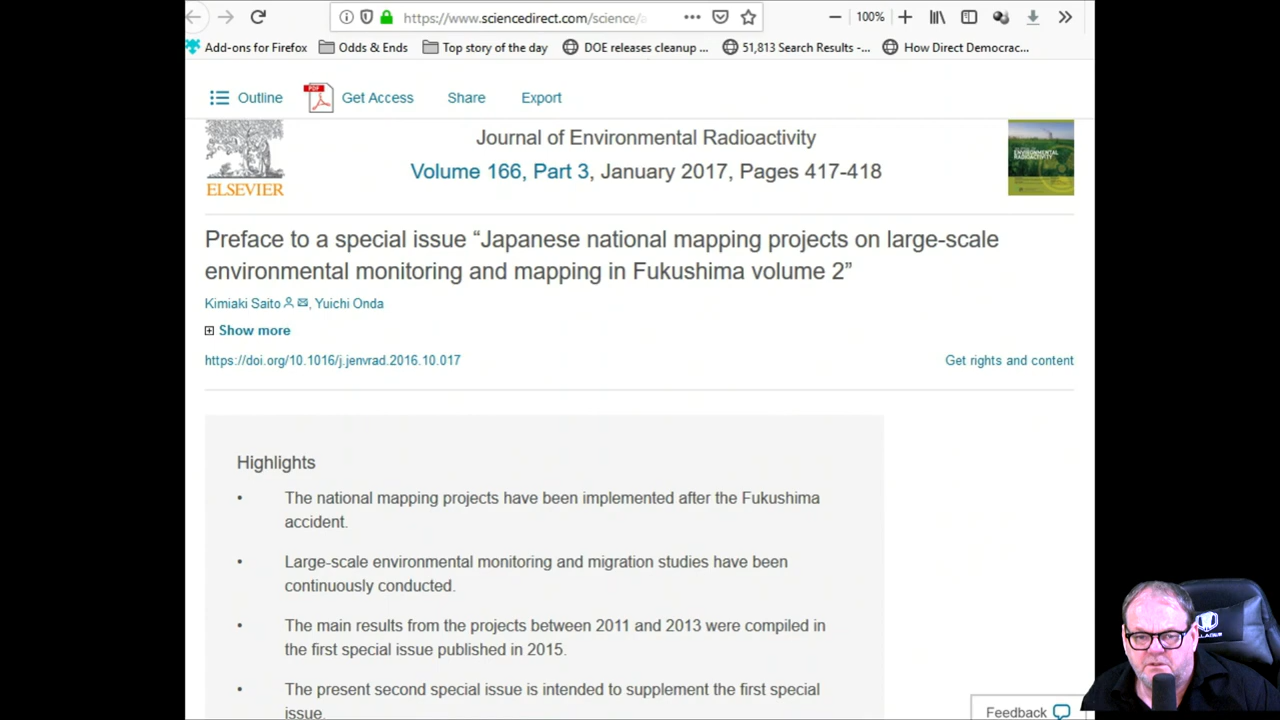 https://www.sciencedirect.com/science/a
100%
Add-ons for Firefox Odds & Ends Top story of the day DOE releases cleanup ... 51,813 Search Results -... How Direct Democrac...
Outline PDF Get Access Share Export
Journal of Environmental Radioactivity
ELSEVIER
Volume 166, Part 3, January 2017, Pages 417-418
ENVIRONMENTAL
RADIOACTIVITY
Preface to a special issue “Japanese national mapping projects on large-scale
environmental monitoring and mapping in Fukushima volume 2”
Kimiaki Saito, Yuichi Onda
Show more
https://doi.org/10.1016/j.jenvrad.2016.10.017
Get rights and content
Highlights
• The national mapping projects have been implemented after the Fukushima
accident.
• Large-scale environmental monitoring and migration studies have been
continuously conducted.
• The main results from the projects between 2011 and 2013 were compiled in
the first special issue published in 2015.
• The present second special issue is intended to supplement the first special
issue.
Feedback